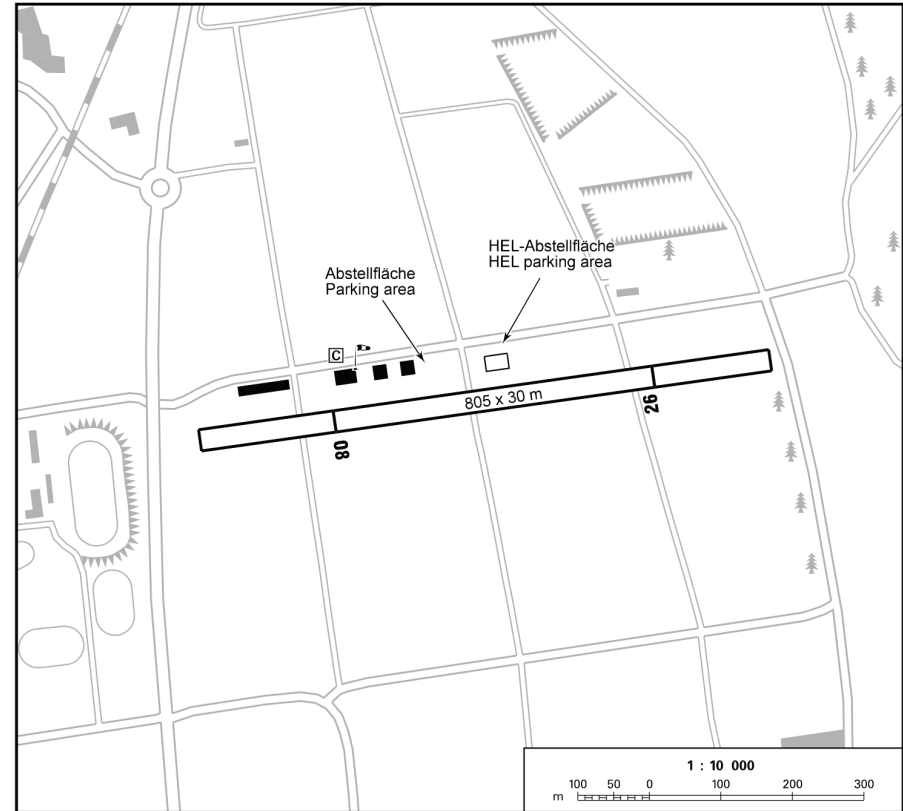 HEL-Abstellfläche
HEL parking area
Abstellfläche
Parking area
C
805 x 30 m
26
08
1 : 10 000
m 100 50 0 100 200 300